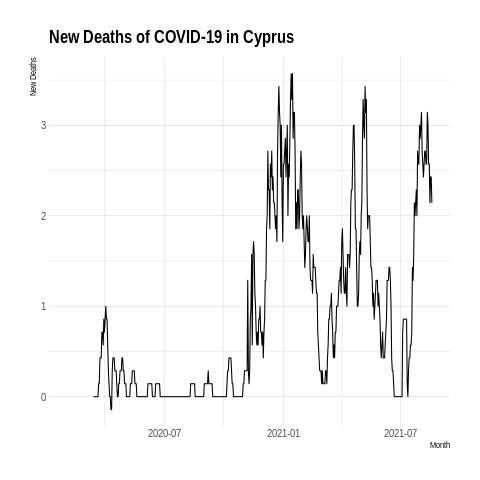 New Deaths of COVID-19 in Cyprus
New Deaths
3
2
1
0
2020-07
2021-01
2021-07
Month